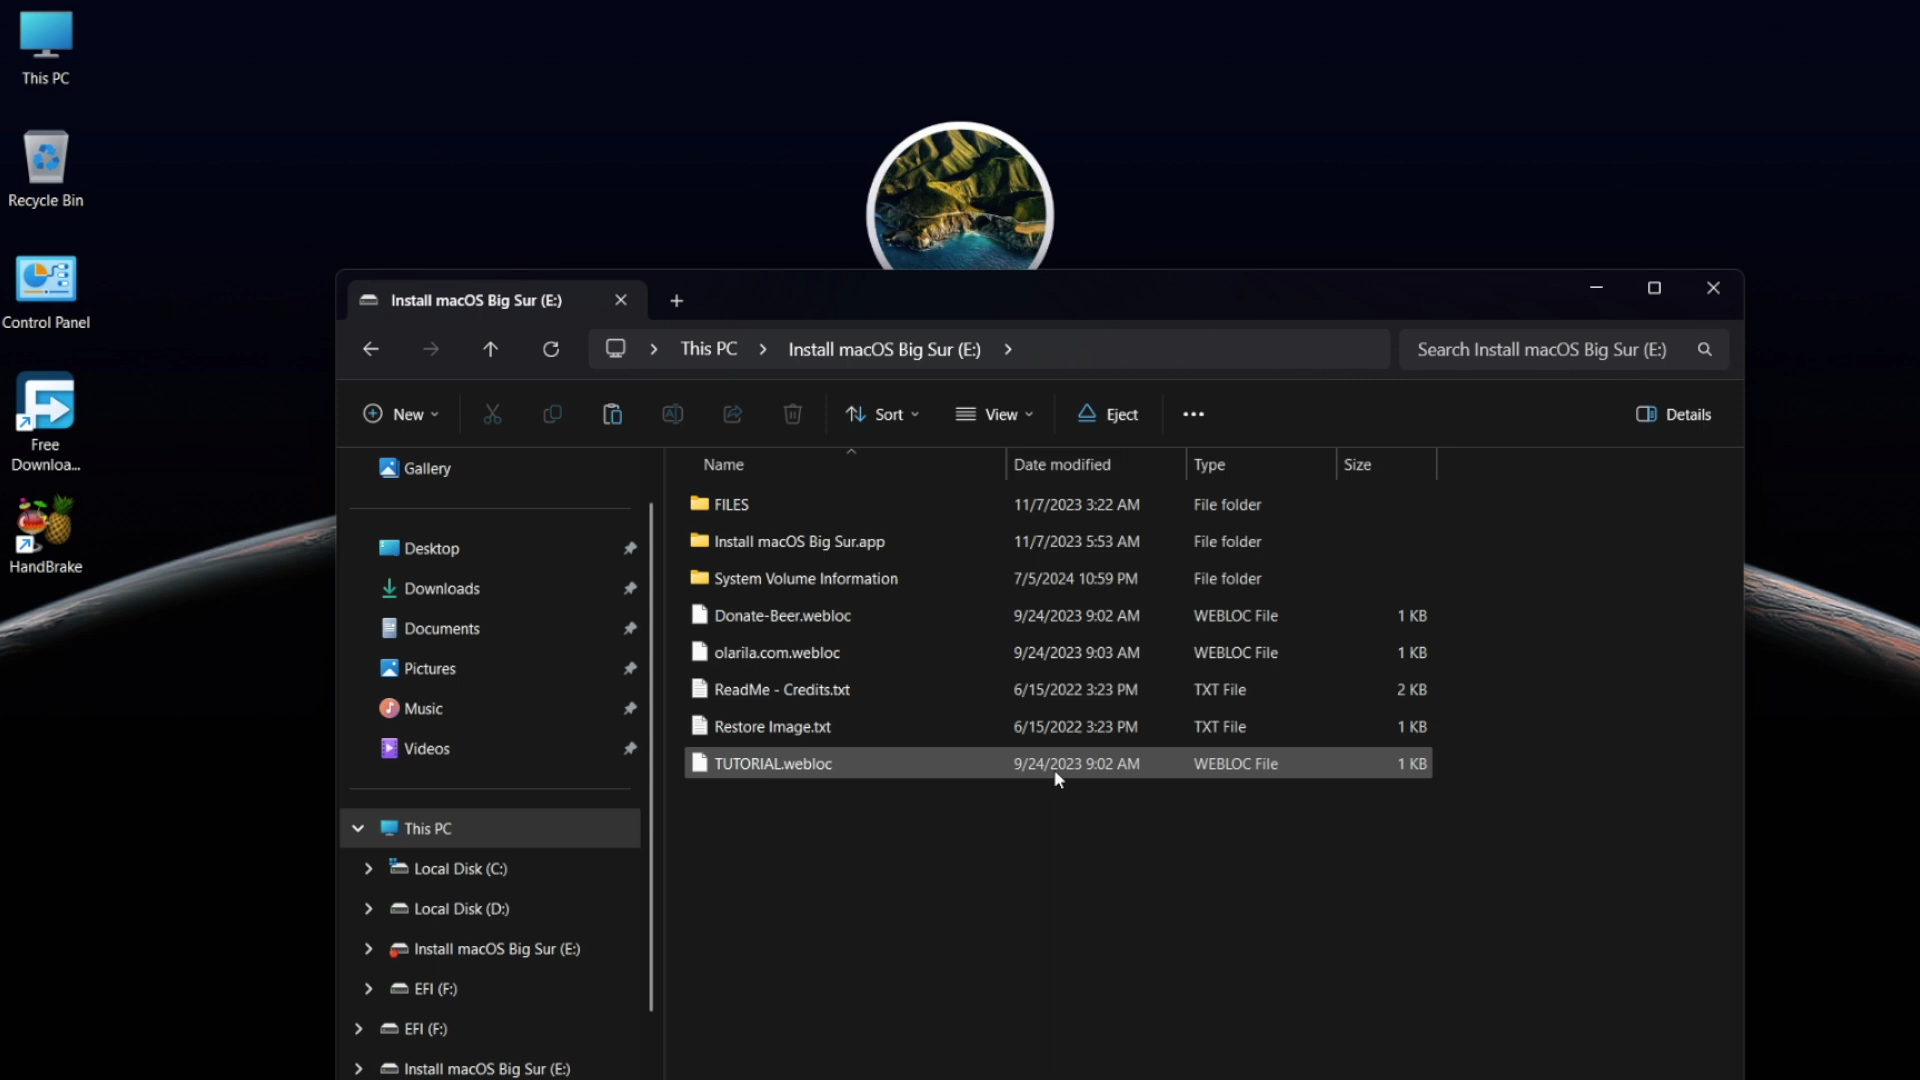 This PC
Recycle Bin
Control Panel
Free
Downloa...
HandBrake
Install macOS Big Sur (E:)
This PC
Install macOS Big Sur (E:)
Search Install macOS Big Sur (E:)
New
Sort
View
Eject
Details
Gallery
Desktop
Downloads
Documents
Pictures
Music
Videos
This PC
Local Disk (C:)
Local Disk (D:)
Install macOS Big Sur (E:)
EFI (F:)
EFI (F:)
Install macOS Big Sur (E:)
Name Date modified Type Size
FILES 11/7/2023 3:22 AM File folder
Install macOS Big Sur.app 11/7/2023 5:53 AM File folder
System Volume Information 7/5/2024 10:59 PM File folder
Donate-Beer.webloc 9/24/2023 9:02 AM WEBLOC File 1 KB
olarila.com.webloc 9/24/2023 9:03 AM WEBLOC File 1 KB
ReadMe - Credits.txt 6/15/2022 3:23 PM TXT File 2 KB
Restore Image.txt 6/15/2022 3:23 PM TXT File 1 KB
TUTORIAL.webloc 9/24/2023 9:02 AM WEBLOC File 1 KB